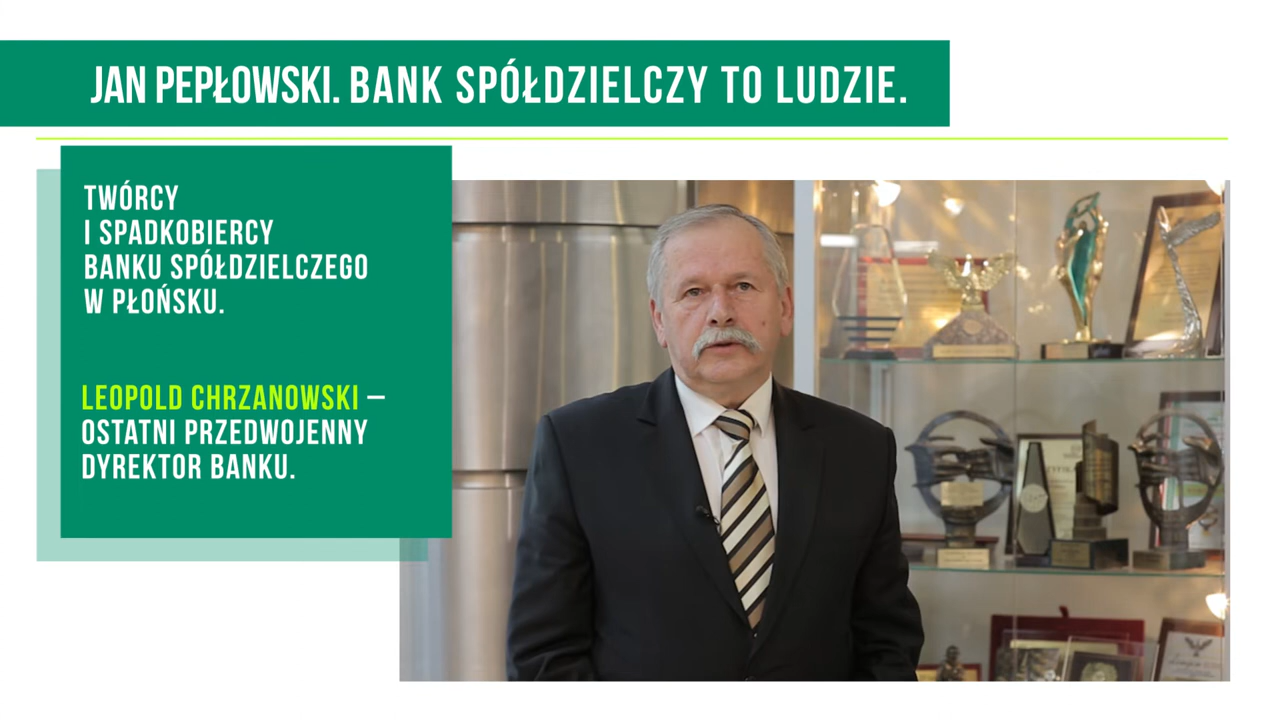 JAN PEPŁOWSKI. BANK SPÓŁDZIELCZY TO LUDZIE.
TWÓRCY
I SPADKOBIERCY
BANKU SPÓŁDZIELCZEGO
W PŁOŃSKU.
LEOPOLD CHRZANOWSKI –
OSTATNI PRZEDWOJENNY
DYREKTOR BANKU.